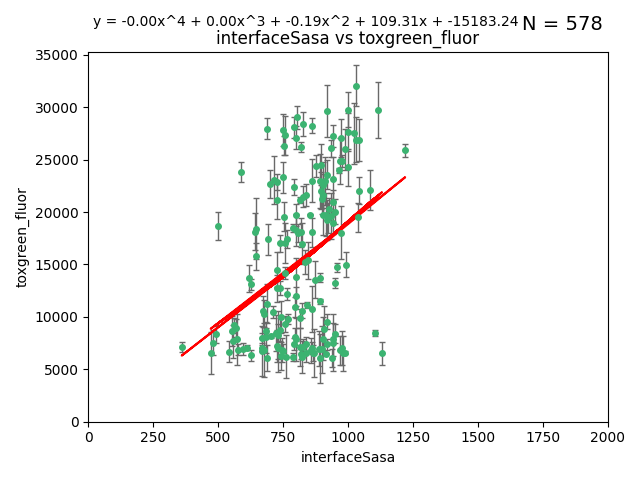 y = -0.00x^4 + 0.00x^3 + -0.19x^2 + 109.31x + -15183.24 N = 578
interfaceSasa vs toxgreen_fluor
35000
30000
25000
20000
15000
10000
5000
0
toxgreen_fluor
0 250 500 750 1000 1250 1500 1750 2000
interfaceSasa